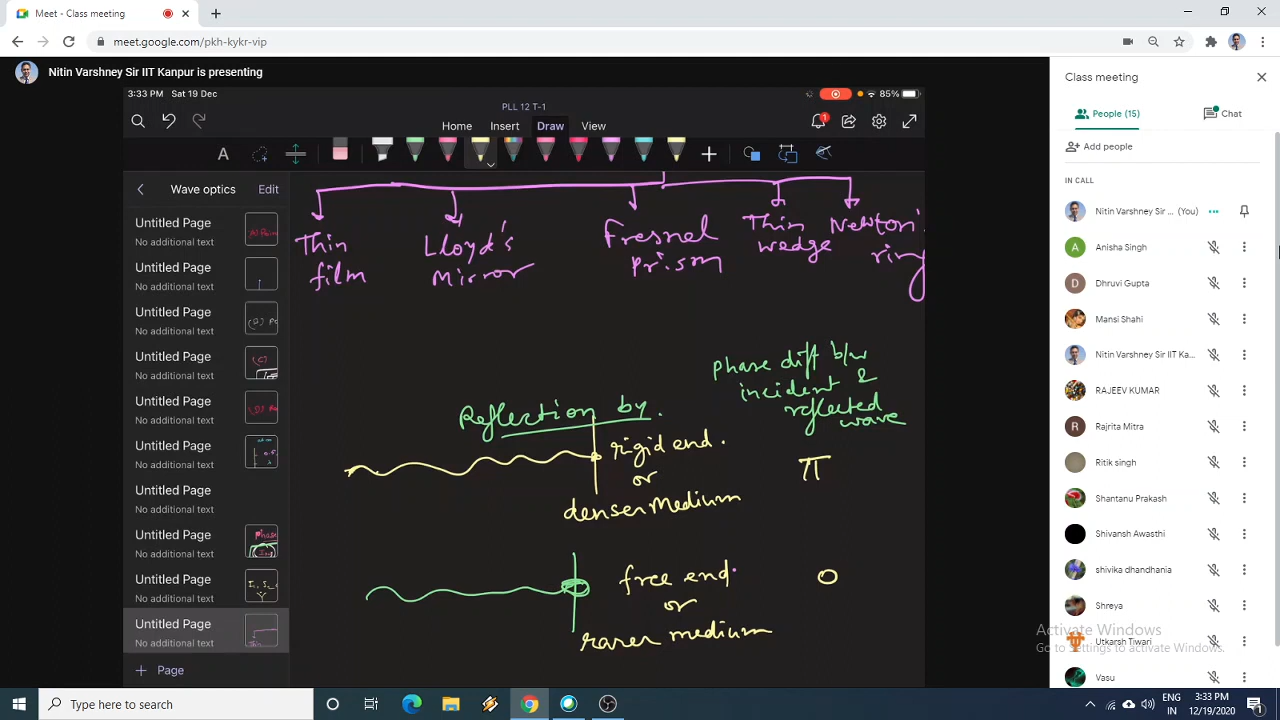 Meet - Class meeting
meet.google.com/pkh-kykr-vip
Nitin Varshney Sir IIT Kanpur is presenting
3:33 PM Sat 19 Dec
85%
PLL 12 T-1
Home Insert Draw View
1
A
Wave optics Edit
Untitled Page
No additional text
Untitled Page
No additional text
Untitled Page
No additional text
Untitled Page
No additional text
Untitled Page
No additional text
Untitled Page
No additional text
Untitled Page
No additional text
Untitled Page
No additional text
Untitled Page
No additional text
Untitled Page
No additional text
Page
Thin
film
Lloyd's
Mirror
Fresnel
Prism
Thin
wedge
Newton's
ring
phase diff b/w
incident &
reflected
wave
Reflection by.
rigid end.
or
denser medium
π
free end.
or
rarer medium
0
Class meeting
People (15)
Chat
Add people
IN CALL
Nitin Varshney Sir ... (You)
Anisha Singh
Dhruvi Gupta
Mansi Shahi
Nitin Varshney Sir IIT Ka...
RAJEEV KUMAR
Rajrita Mitra
Ritik singh
Shantanu Prakash
Shivansh Awasthi
shivika dhandhania
Shreya
Utkarsh Tiwari
Vasu
Activate Windows
Go to Settings to activate Windows.
Type here to search
ENG
IN
3:33 PM
12/19/2020